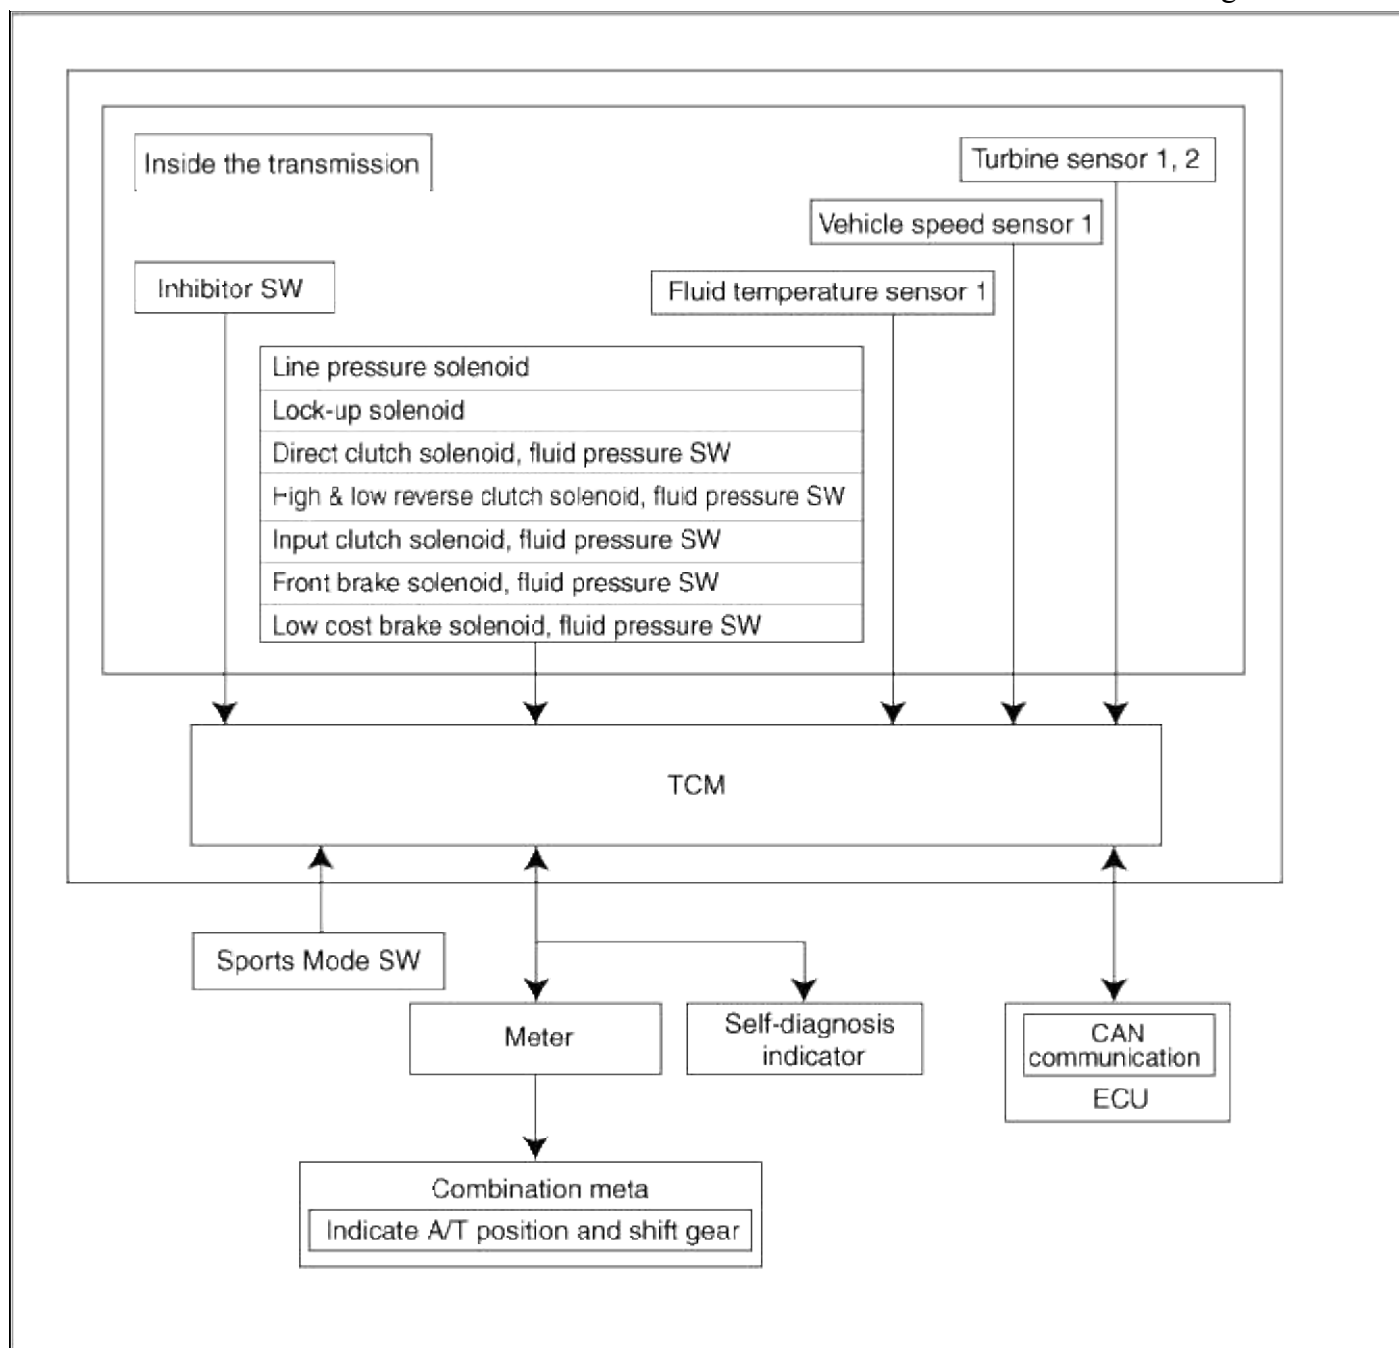 Inside the transmission
Turbine sensor 1, 2
Vehicle speed sensor 1
Inhibitor SW
Fluid temperature sensor 1
Line pressure solenoid
Lock-up solenoid
Direct clutch solenoid, fluid pressure SW
High & low reverse clutch solenoid, fluid pressure SW
Input clutch solenoid, fluid pressure SW
Front brake solenoid, fluid pressure SW
Low cost brake solenoid, fluid pressure SW
TCM
Sports Mode SW
Meter
Self-diagnosis
indicator
CAN
communication
ECU
Combination meta
Indicate A/T position and shift gear